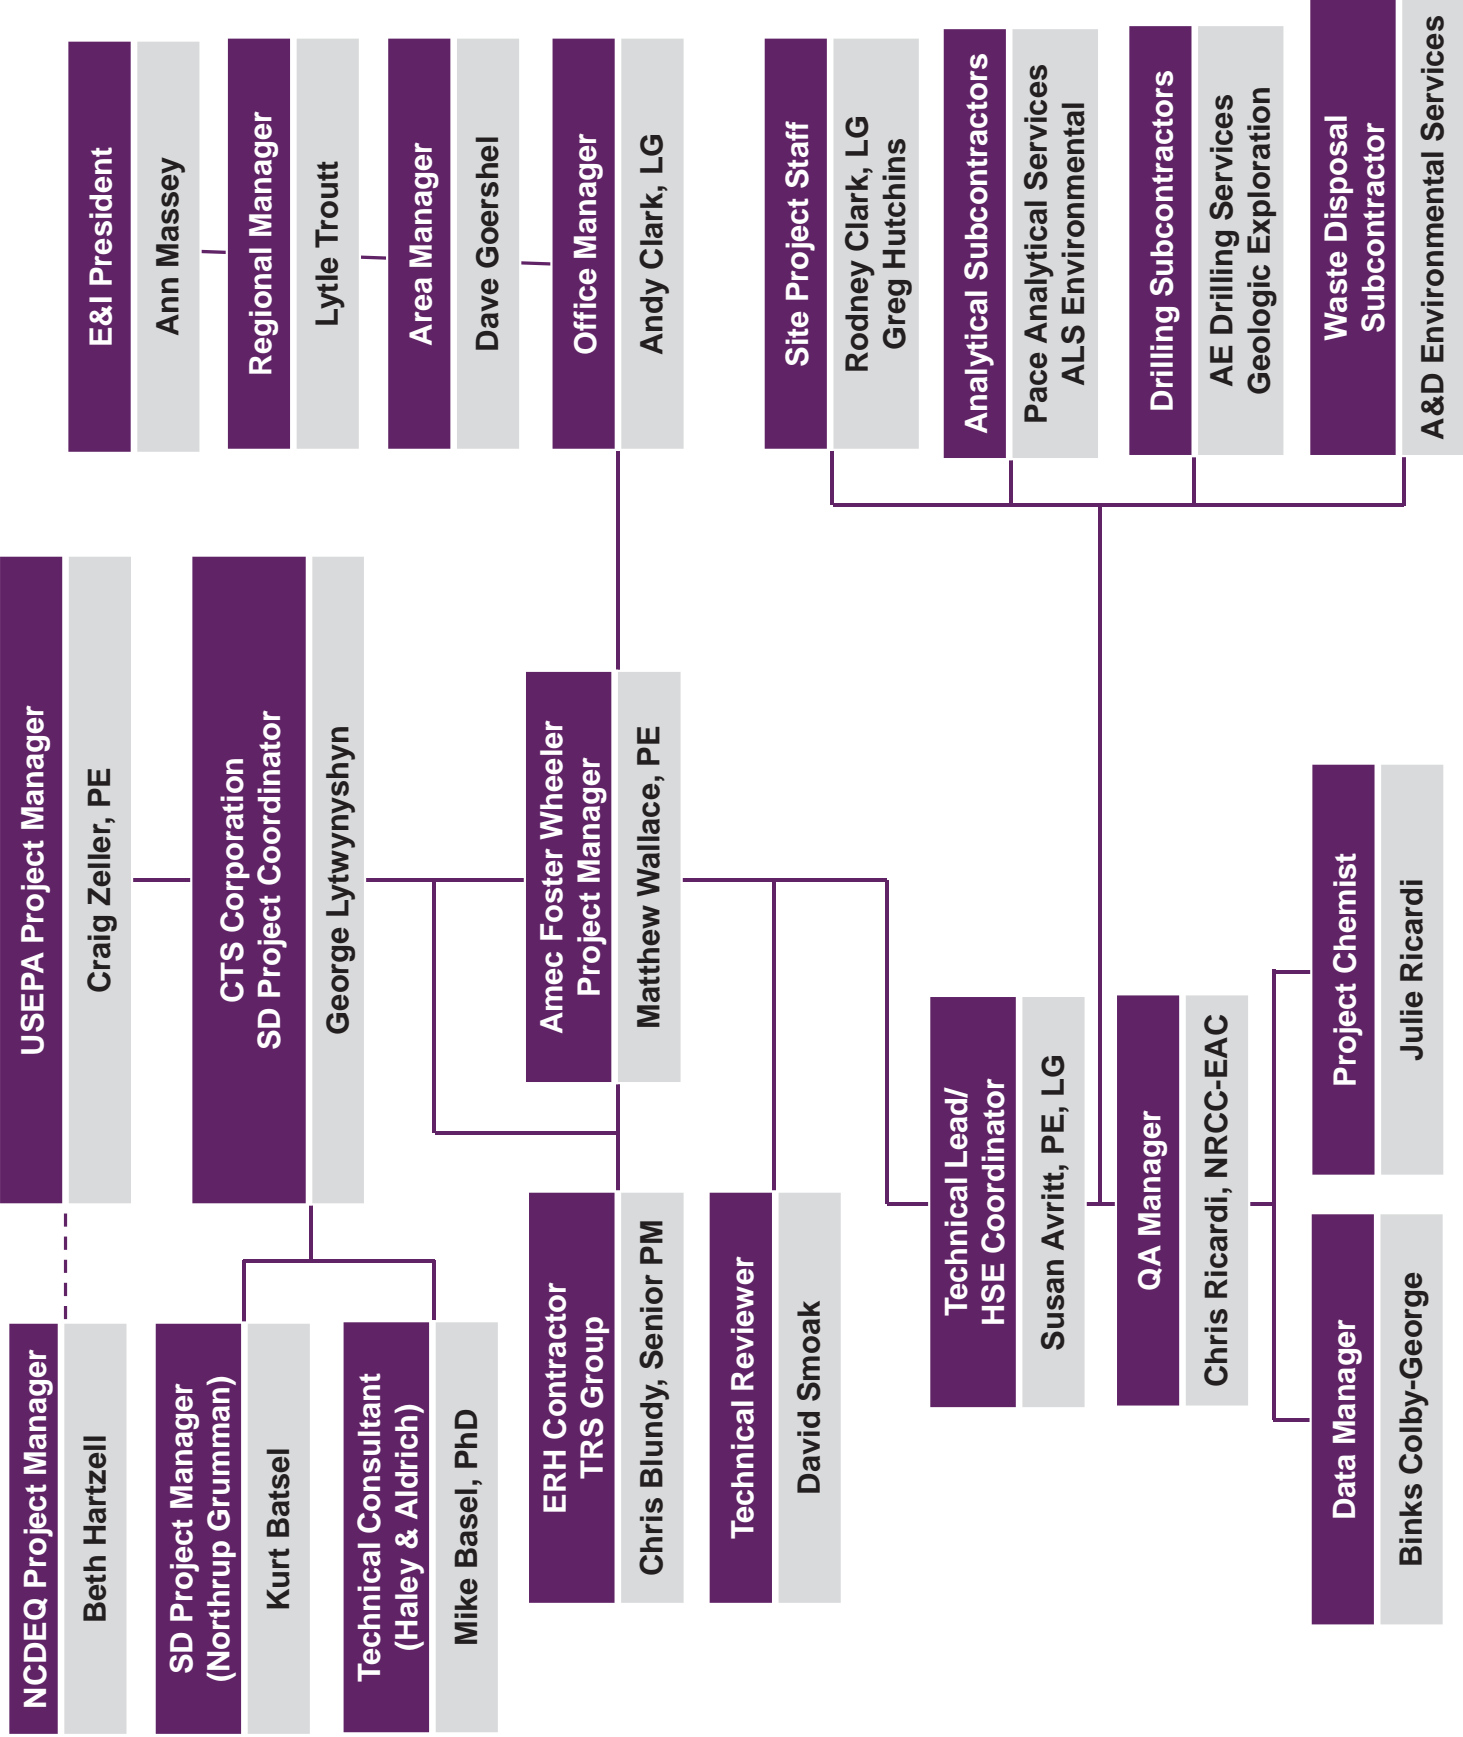 NCDEQ Project Manager
Beth Hartzell
USEPA Project Manager
Craig Zeller, PE
E&I President
Ann Massey
SD Project Manager
(Northrup Grumman)
Kurt Batsel
CTS Corporation
SD Project Coordinator
George Lytwynyshyn
Regional Manager
Lytle Troutt
Technical Consultant
(Haley & Aldrich)
Mike Basel, PhD
Area Manager
Dave Goershel
ERH Contractor
TRS Group
Chris Blundy, Senior PM
Amec Foster Wheeler
Project Manager
Matthew Wallace, PE
Office Manager
Andy Clark, LG
Technical Reviewer
David Smoak
Site Project Staff
Rodney Clark, LG
Greg Hutchins
Technical Lead/
HSE Coordinator
Susan Avritt, PE, LG
Analytical Subcontractors
Pace Analytical Services
ALS Environmental
QA Manager
Chris Ricardi, NRCC-EAC
Drilling Subcontractors
AE Drilling Services
Geologic Exploration
Data Manager
Binks Colby-George
Project Chemist
Julie Ricardi
Waste Disposal
Subcontractor
A&D Environmental Services